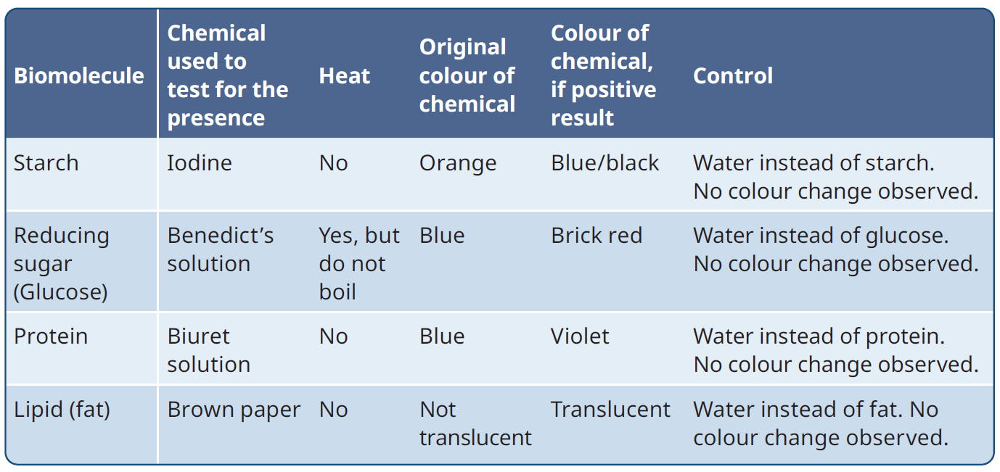 Biomolecule
Chemical
used to
test for the
presence
Heat
Original
colour of
chemical
Colour of
chemical,
if positive
result
Control
Starch
Iodine
No
Orange
Blue/black
Water instead of starch.
No colour change observed.
Reducing
sugar
(Glucose)
Benedict’s
solution
Yes, but
do not
boil
Blue
Brick red
Water instead of glucose.
No colour change observed.
Protein
Biuret
solution
No
Blue
Violet
Water instead of protein.
No colour change observed.
Lipid (fat)
Brown paper
No
Not
translucent
Translucent
Water instead of fat. No
colour change observed.